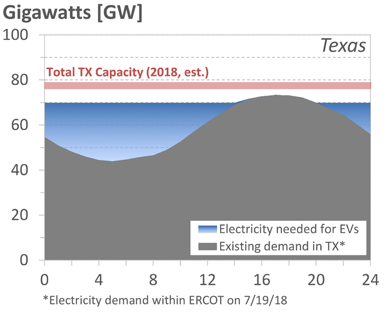 Gigawatts [GW]
100
Texas
80
Total TX Capacity (2018, est.)
60
40
20
Electricity needed for EVs
Existing demand in TX*
0
0 4 8 12 16 20 24
*Electricity demand within ERCOT on 7/19/18